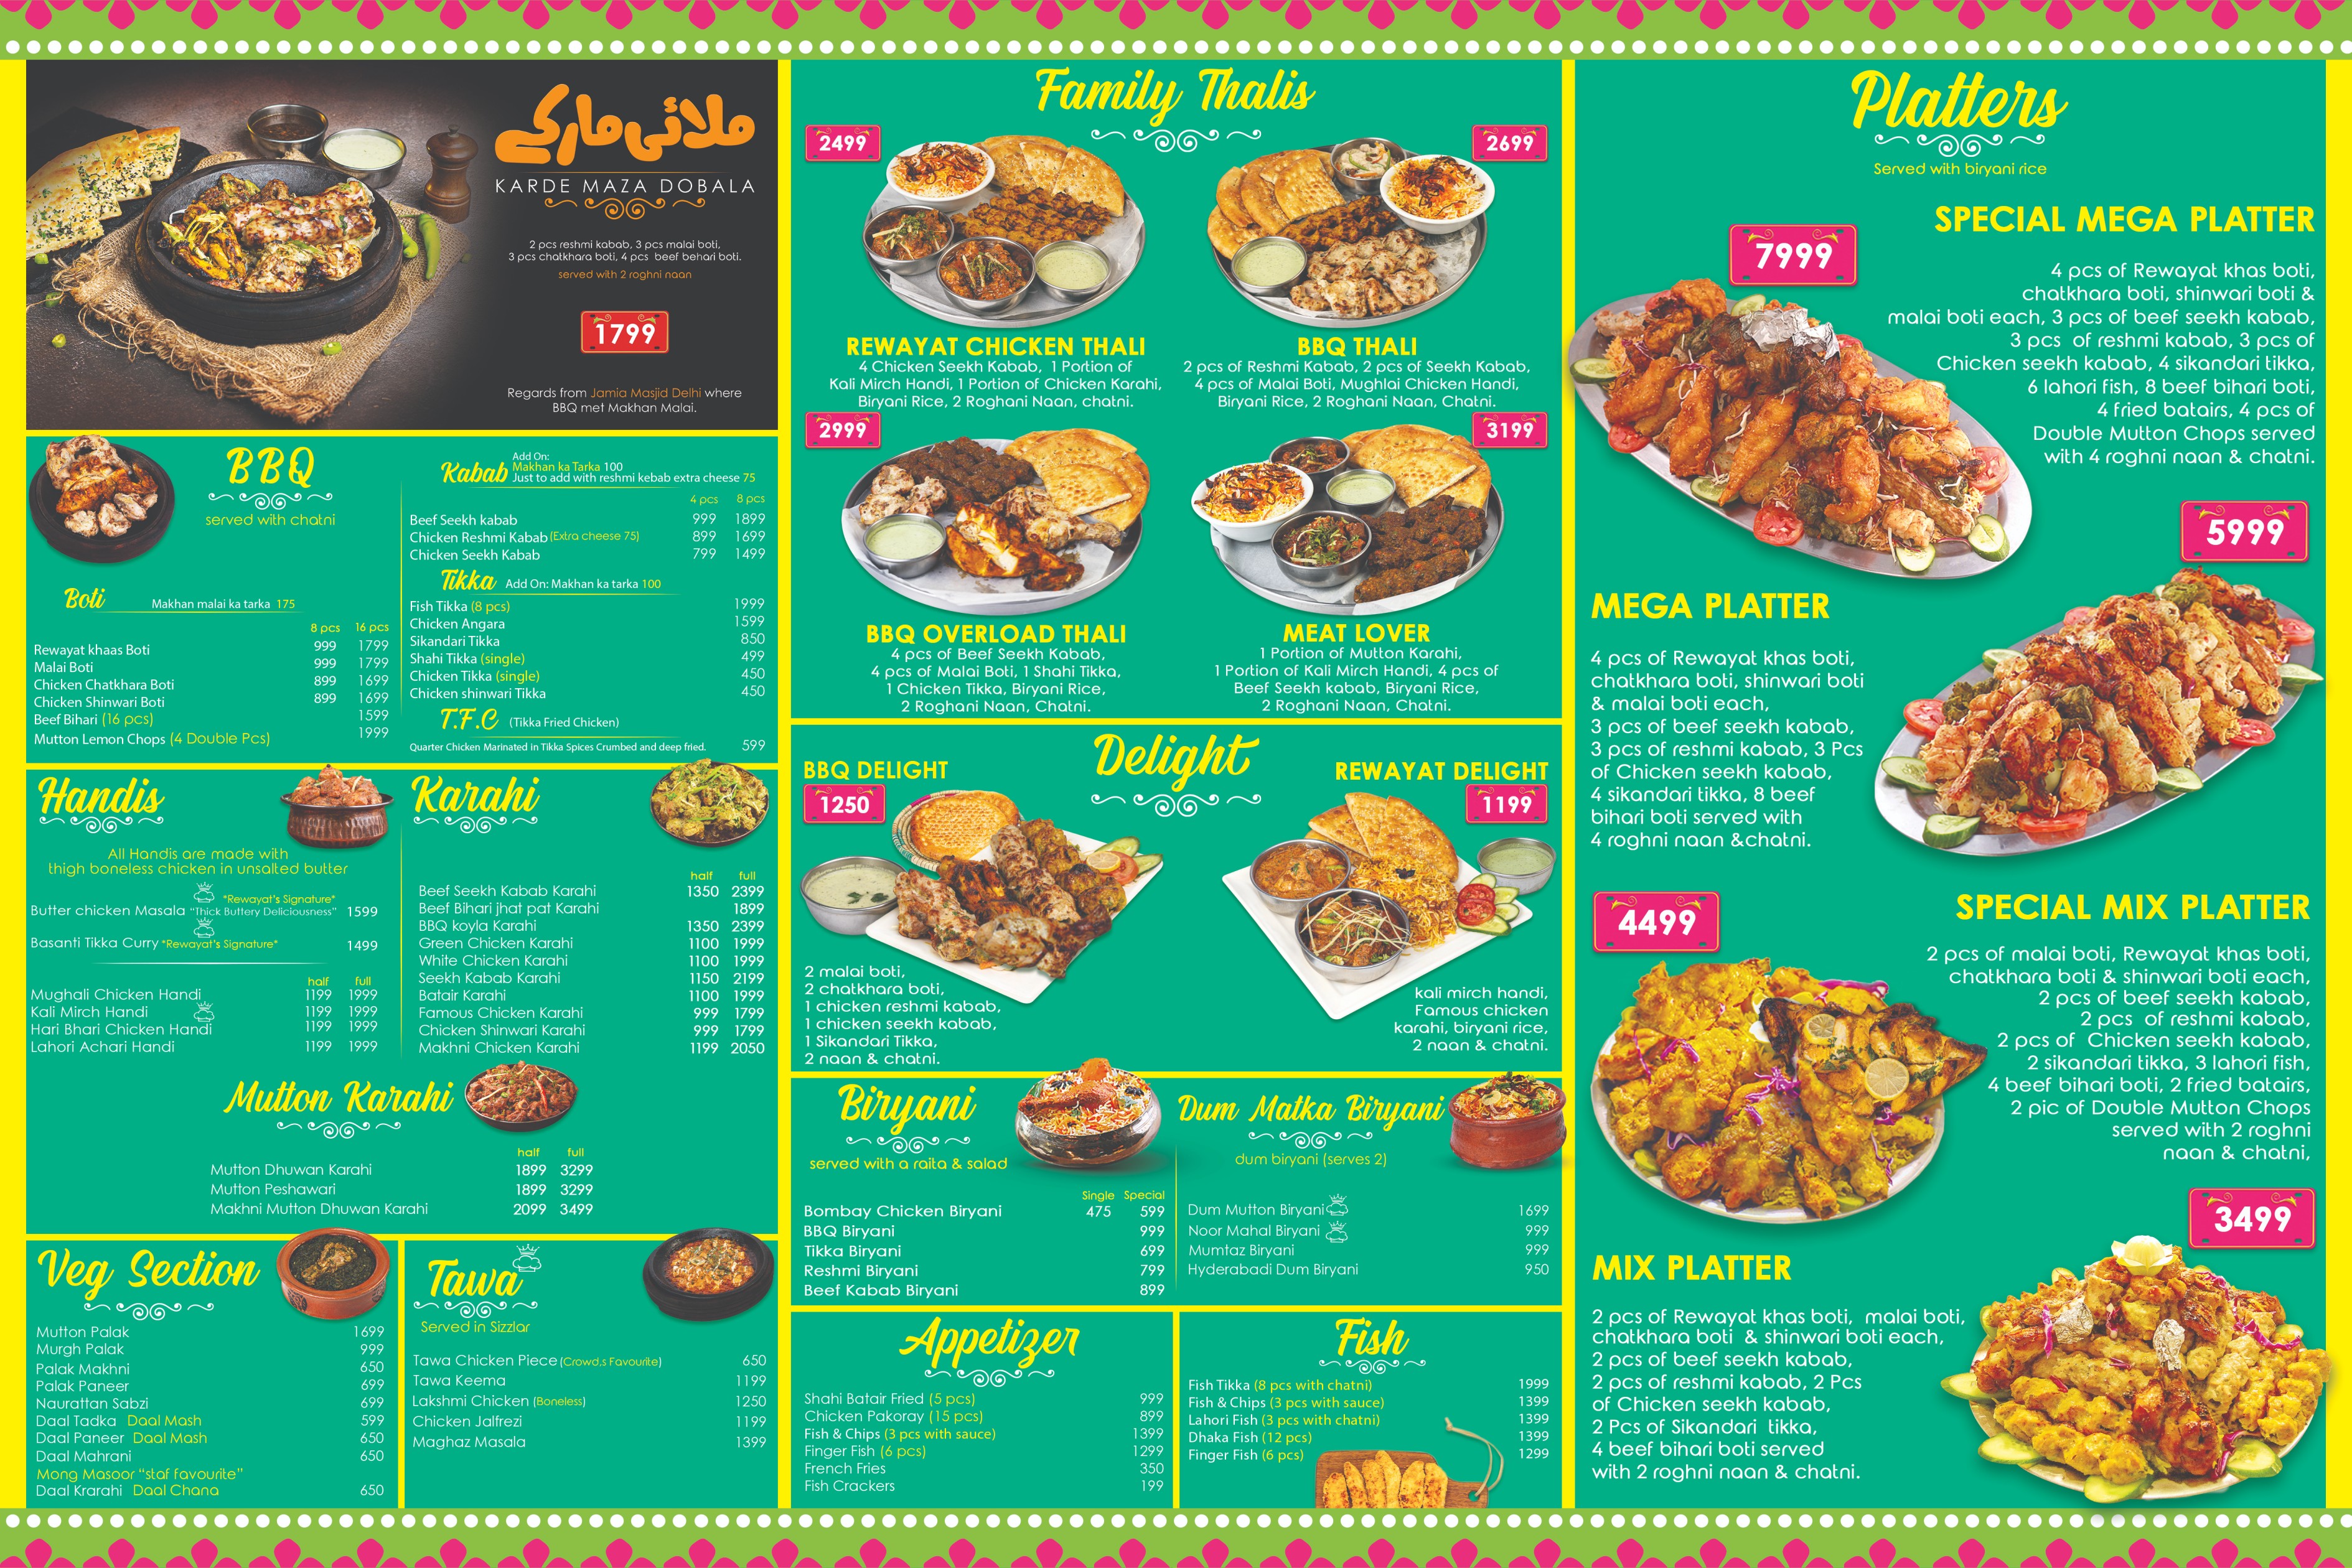 ملائی مارکے
KARDE MAZA DOBALA
2 pcs reshmi kabab, 3 pcs malai boti,
3 pcs chatkhara boti, 4 pcs beef behari boti.
served with 2 roghni naan
1799
Regards from Jamia Masjid Delhi where
BBQ met Makhan Malai.
BBQ
served with chatni
Boti Makhan malai ka tarka 175
8 pcs 16 pcs
Rewayat khaas Boti 999 1799
Malai Boti 999 1799
Chicken Chatkhara Boti 899 1699
Chicken Shinwari Boti 899 1699
Beef Bihari (16 pcs) 1599
Mutton Lemon Chops (4 Double Pcs) 1999
Kabab
Add On:
Makhan ka Tarka 100
Just to add with reshmi kebab extra cheese 75
4 pcs 8 pcs
Beef Seekh kabab 999 1899
Chicken Reshmi Kabab (Extra cheese 75) 899 1699
Chicken Seekh Kabab 799 1499
Tikka Add On: Makhan ka tarka 100
Fish Tikka (8 pcs) 1999
Chicken Angara 1599
Sikandari Tikka 850
Shahi Tikka (single) 499
Chicken Tikka (single) 450
Chicken shinwari Tikka 450
T.F.C (Tikka Fried Chicken)
Quarter Chicken Marinated in Tikka Spices Crumbed and deep fried. 599
Handis
All Handis are made with
thigh boneless chicken in unsalted butter
*Rewayat's Signature*
Butter chicken Masala “Thick Buttery Deliciousness” 1599
Basanti Tikka Curry *Rewayat's Signature* 1499
half full
Mughali Chicken Handi 1199 1999
Kali Mirch Handi 1199 1999
Hari Bhari Chicken Handi 1199 1999
Lahori Achari Handi 1199 1999
Karahi
half full
Beef Seekh Kabab Karahi 1350 2399
Beef Bihari jhat pat Karahi 1899
BBQ koyla Karahi 1350 2399
Green Chicken Karahi 1100 1999
White Chicken Karahi 1100 1999
Seekh Kabab Karahi 1150 2199
Batair Karahi 1100 1999
Famous Chicken Karahi 999 1799
Chicken Shinwari Karahi 999 1799
Makhni Chicken Karahi 1199 2050
Mutton Karahi
half full
Mutton Dhuwan Karahi 1899 3299
Mutton Peshawari 1899 3299
Makhni Mutton Dhuwan Karahi 2099 3499
Veg Section
Mutton Palak 1699
Murgh Palak 999
Palak Makhni 650
Palak Paneer 699
Naurattan Sabzi 699
Daal Tadka Daal Mash 599
Daal Paneer Daal Mash 650
Daal Mahrani 650
Mong Masoor “staf favourite”
Daal Krarahi Daal Chana 650
Tawa
Served in Sizzlar
Tawa Chicken Piece (Crowd,s Favourite) 650
Tawa Keema 1199
Lakshmi Chicken (Boneless) 1250
Chicken Jalfrezi 1199
Maghaz Masala 1399
Family Thalis
2499
REWAYAT CHICKEN THALI
4 Chicken Seekh Kabab, 1 Portion of
Kali Mirch Handi, 1 Portion of Chicken Karahi,
Biryani Rice, 2 Roghani Naan, chatni.
2699
BBQ THALI
2 pcs of Reshmi Kabab, 2 pcs of Seekh Kabab,
4 pcs of Malai Boti, Mughlai Chicken Handi,
Biryani Rice, 2 Roghani Naan, Chatni.
2999
BBQ OVERLOAD THALI
4 pcs of Beef Seekh Kabab,
4 pcs of Malai Boti, 1 Shahi Tikka,
1 Chicken Tikka, Biryani Rice,
2 Roghani Naan, Chatni.
3199
MEAT LOVER
1 Portion of Mutton Karahi,
1 Portion of Kali Mirch Handi, 4 pcs of
Beef Seekh kabab, Biryani Rice,
2 Roghani Naan, Chatni.
Delight
BBQ DELIGHT
1250
2 malai boti,
2 chatkhara boti,
1 chicken reshmi kabab,
1 chicken seekh kabab,
1 Sikandari Tikka,
2 naan & chatni.
REWAYAT DELIGHT
1199
kali mirch handi,
Famous chicken
karahi, biryani rice,
2 naan & chatni.
Biryani
served with a raita & salad
Single Special
Bombay Chicken Biryani 475 599
BBQ Biryani 999
Tikka Biryani 699
Reshmi Biryani 799
Beef Kabab Biryani 899
Dum Matka Biryani
dum biryani (serves 2)
Dum Mutton Biryani 1699
Noor Mahal Biryani 999
Mumtaz Biryani 999
Hyderabadi Dum Biryani 950
Appetizer
Shahi Batair Fried (5 pcs) 999
Chicken Pakoray (15 pcs) 899
Fish & Chips (3 pcs with sauce) 1399
Finger Fish (6 pcs) 1299
French Fries 350
Fish Crackers 199
Fish
Fish Tikka (8 pcs with chatni) 1999
Fish & Chips (3 pcs with sauce) 1399
Lahori Fish (3 pcs with chatni) 1399
Dhaka Fish (12 pcs) 1399
Finger Fish (6 pcs) 1299
Platters
Served with biryani rice
SPECIAL MEGA PLATTER
7999
4 pcs of Rewayat khas boti,
chatkhara boti, shinwari boti &
malai boti each, 3 pcs of beef seekh kabab,
3 pcs of reshmi kabab, 3 pcs of
Chicken seekh kabab, 4 sikandari tikka,
6 lahori fish, 8 beef bihari boti,
4 fried batairs, 4 pcs of
Double Mutton Chops served
with 4 roghni naan & chatni.
5999
MEGA PLATTER
4 pcs of Rewayat khas boti,
chatkhara boti, shinwari boti
& malai boti each,
3 pcs of beef seekh kabab,
3 pcs of reshmi kabab, 3 Pcs
of Chicken seekh kabab,
4 sikandari tikka, 8 beef
bihari boti served with
4 roghni naan &chatni.
4499
SPECIAL MIX PLATTER
2 pcs of malai boti, Rewayat khas boti,
chatkhara boti & shinwari boti each,
2 pcs of beef seekh kabab,
2 pcs of reshmi kabab,
2 pcs of Chicken seekh kabab,
2 sikandari tikka, 3 lahori fish,
4 beef bihari boti, 2 fried batairs,
2 pic of Double Mutton Chops
served with 2 roghni
naan & chatni,
3499
MIX PLATTER
2 pcs of Rewayat khas boti, malai boti,
chatkhara boti & shinwari boti each,
2 pcs of beef seekh kabab,
2 pcs of reshmi kabab, 2 Pcs
of Chicken seekh kabab,
2 Pcs of Sikandari tikka,
4 beef bihari boti served
with 2 roghni naan & chatni.